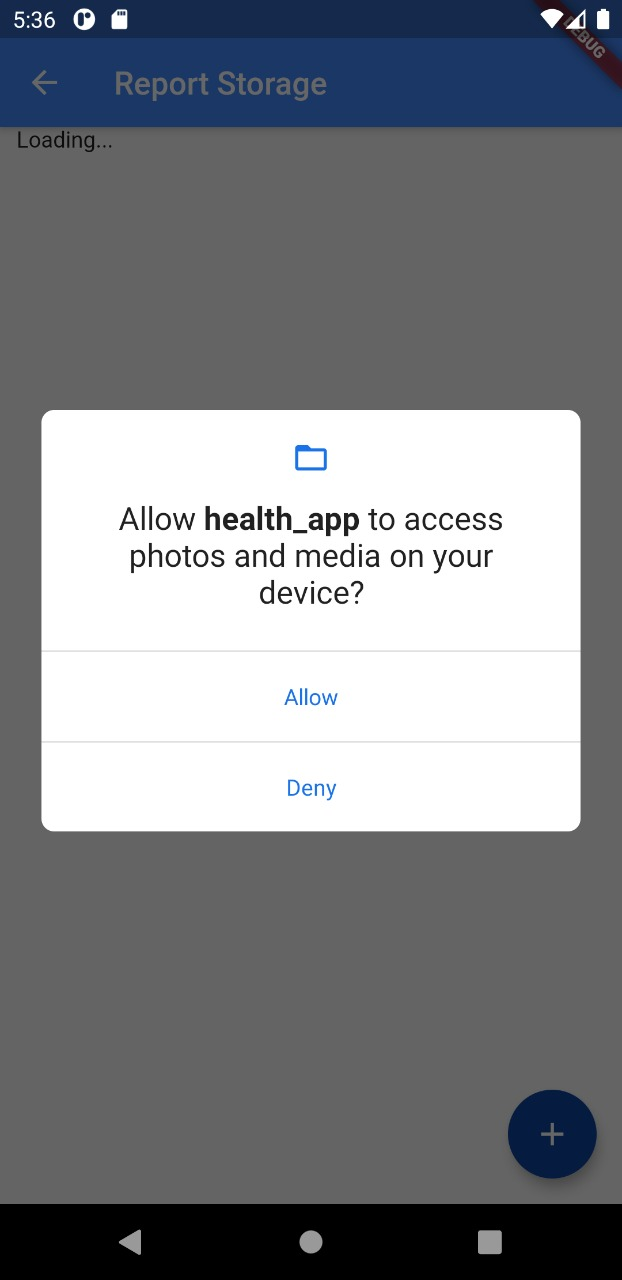 5:36
DEBUG
Report Storage
Loading...
Allow health_app to access
photos and media on your
device?
Allow
Deny